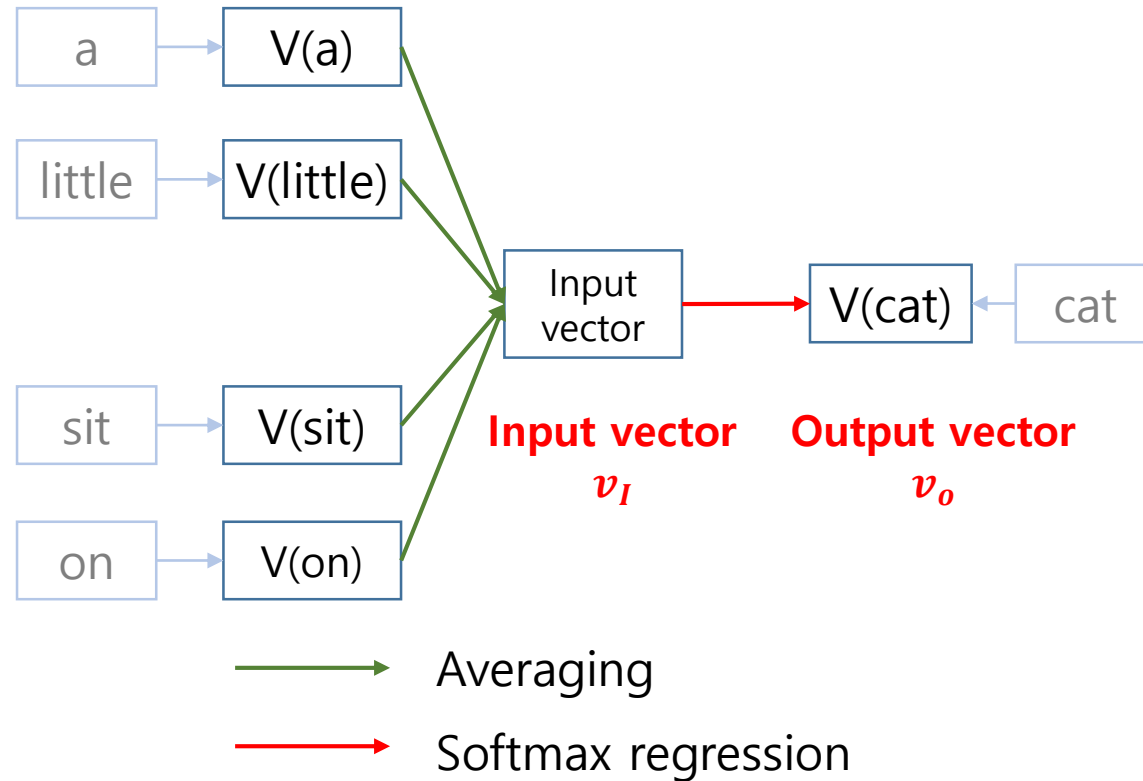 a
V(a)
little
V(little)
Input
vector
V(cat)
cat
sit
V(sit)
Input vector
v_I
Output vector
v_o
on
V(on)
Averaging
Softmax regression